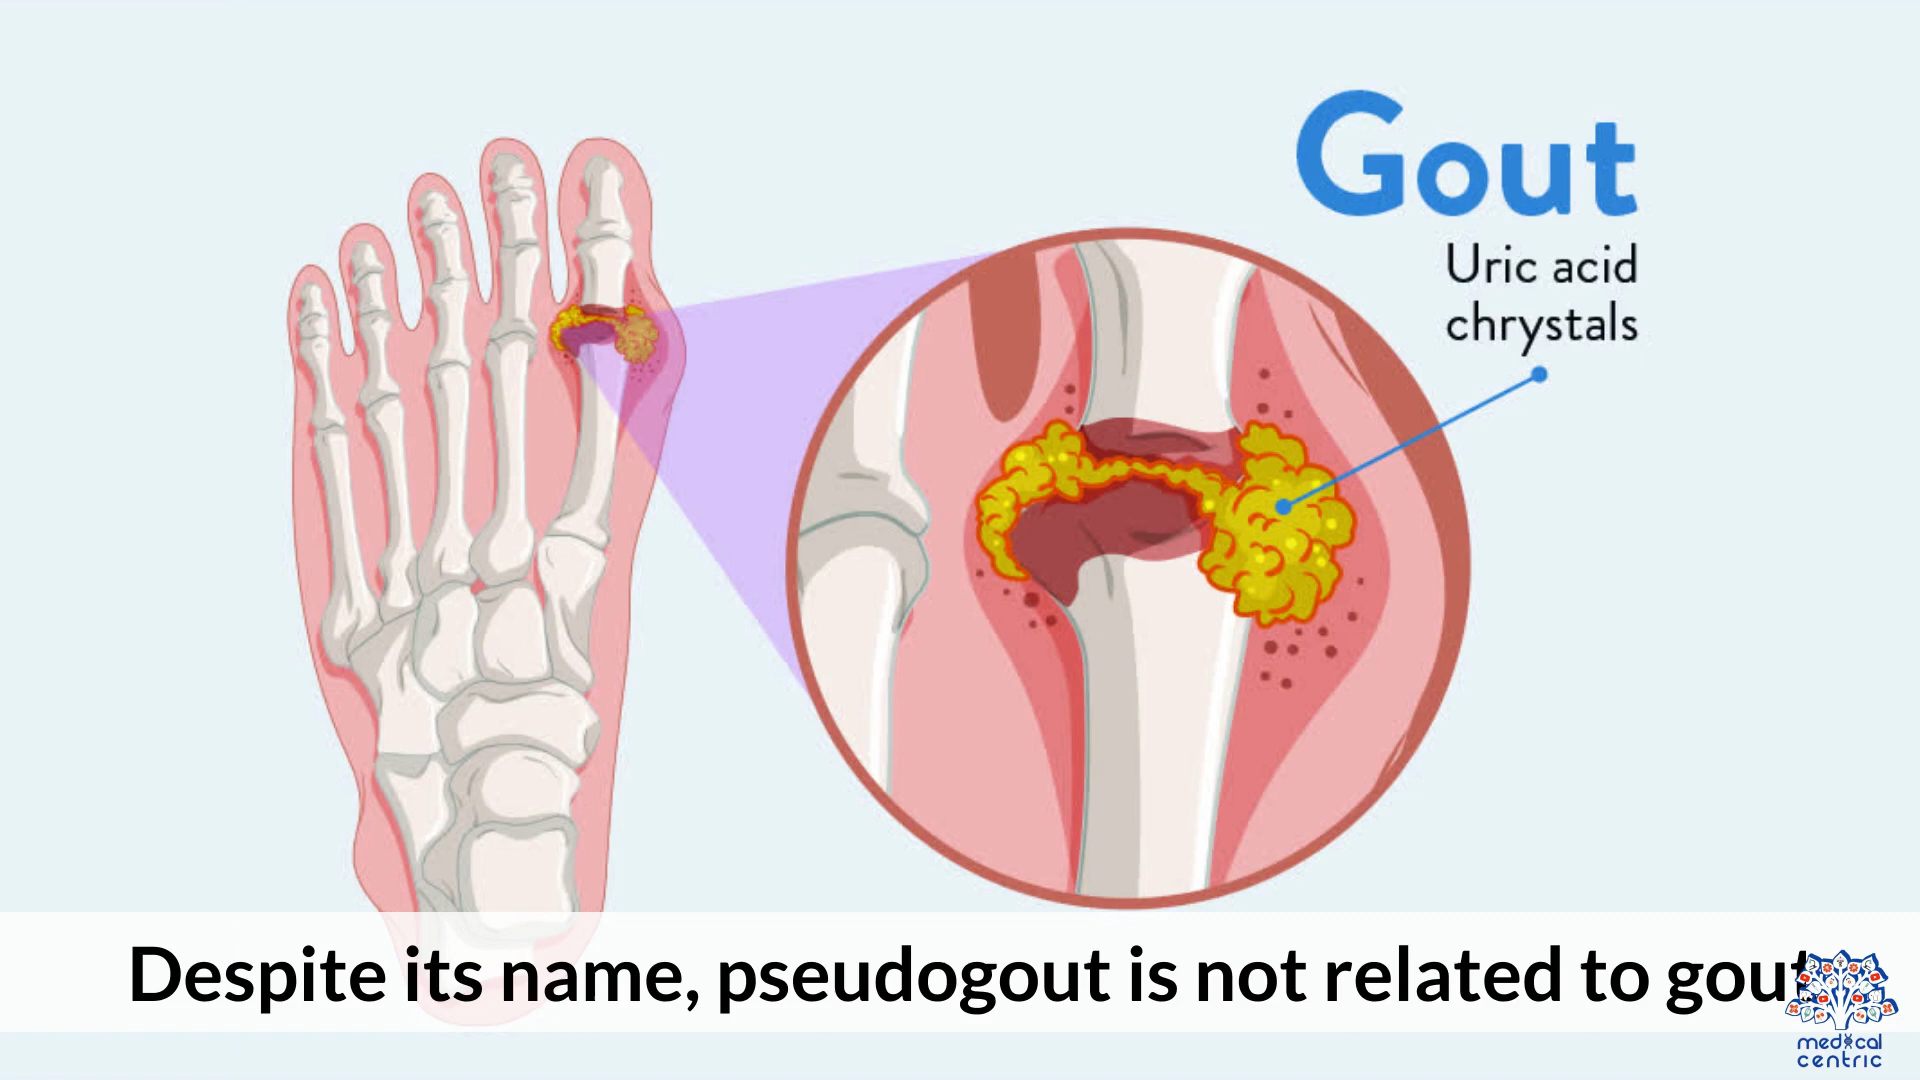 Gout
Uric acid
chrystals
Despite its name, pseudogout is not related to gout
medical
centric